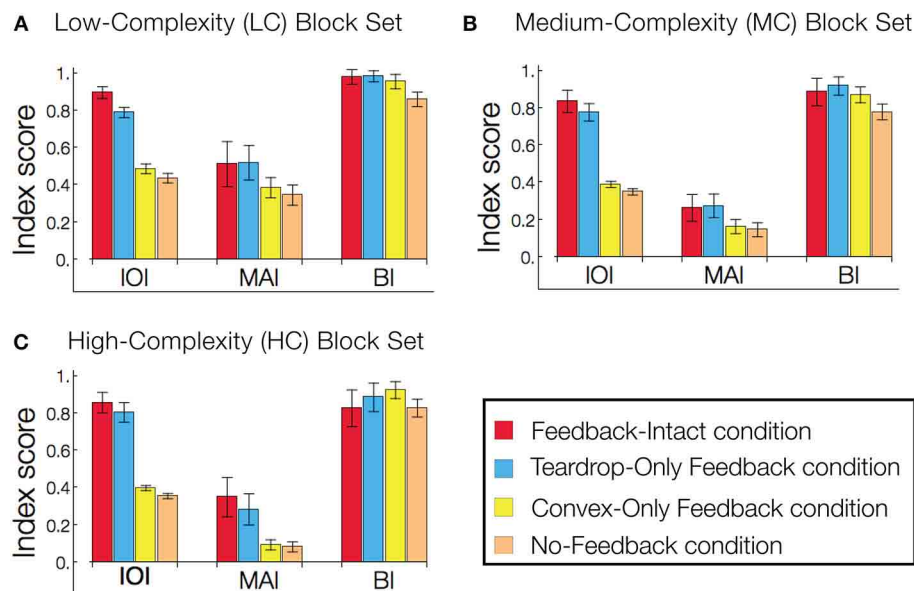 A Low-Complexity (LC) Block Set
Index score
1.
0.8
0.6
0.4
0.2
0.
IOI MAI BI
B Medium-Complexity (MC) Block Set
Index score
1.
0.8
0.6
0.4
0.2
0.
IOI MAI BI
C High-Complexity (HC) Block Set
Index score
1.
0.8
0.6
0.4
0.2
0.
IOI MAI BI
Feedback-Intact condition
Teardrop-Only Feedback condition
Convex-Only Feedback condition
No-Feedback condition